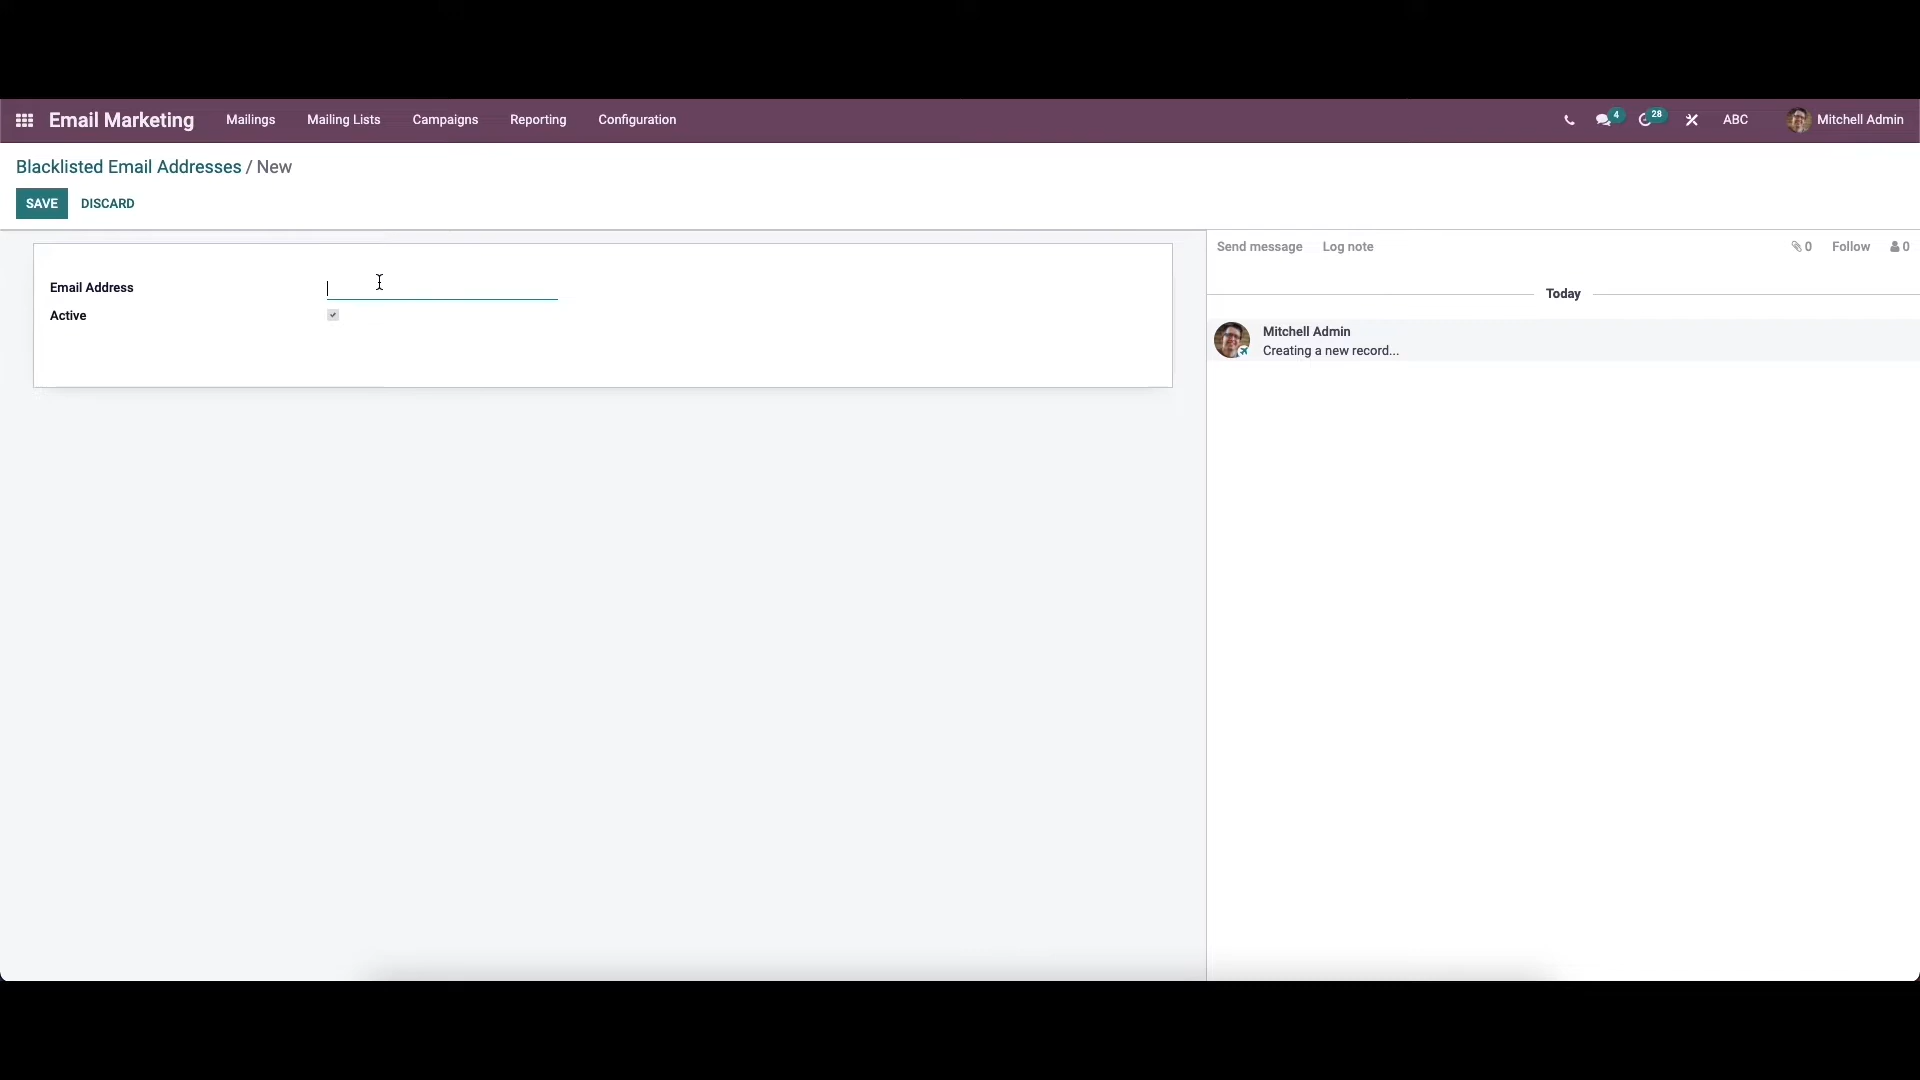 Email Marketing Mailings Mailing Lists Campaigns Reporting Configuration 4 28 ABC Mitchell Admin
Blacklisted Email Addresses / New
SAVE DISCARD
Send message Log note 0 Follow 0
Email Address
Active
Today
Mitchell Admin
Creating a new record...